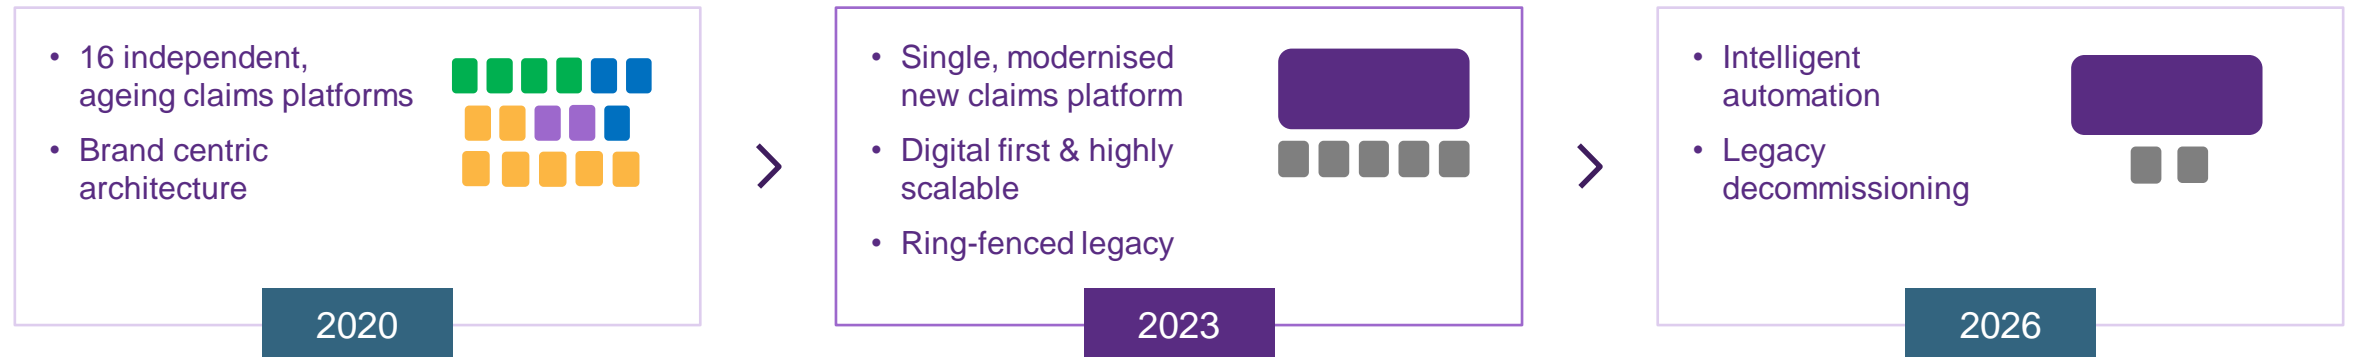 • 16 independent,
ageing claims platforms
• Brand centric
architecture
2020
• Single, modernised
new claims platform
• Digital first & highly
scalable
• Ring-fenced legacy
2023
• Intelligent
automation
• Legacy
decommissioning
2026